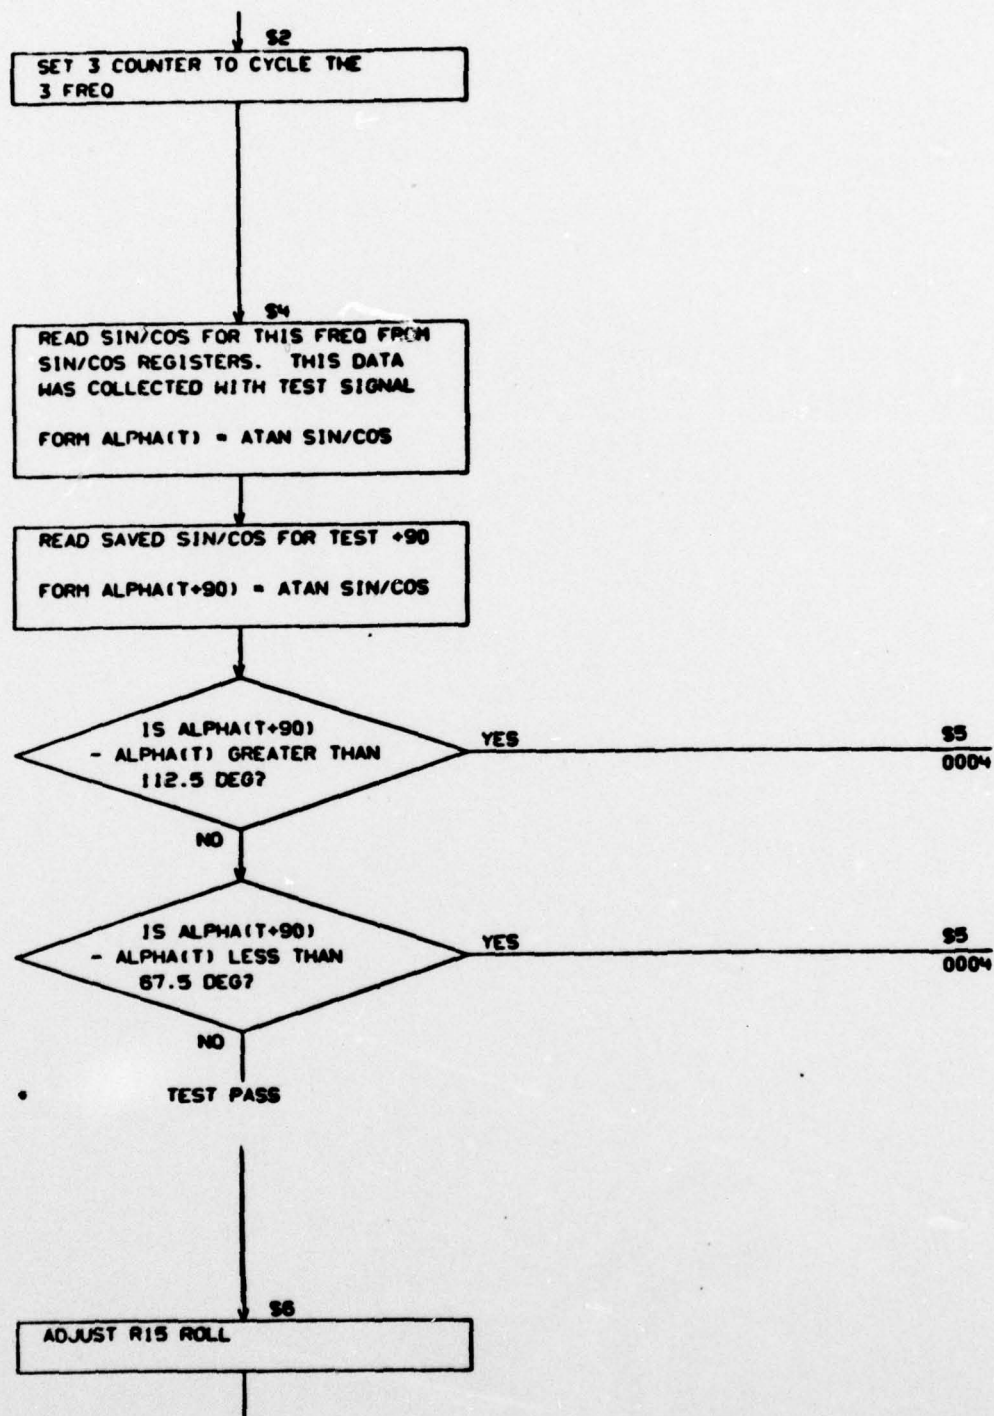 S2
SET 3 COUNTER TO CYCLE THE
3 FREQ
S4
READ SIN/COS FOR THIS FREQ FROM
SIN/COS REGISTERS. THIS DATA
WAS COLLECTED WITH TEST SIGNAL
FORM ALPHA(T) = ATAN SIN/COS
READ SAVED SIN/COS FOR TEST +90
FORM ALPHA(T+90) = ATAN SIN/COS
IS ALPHA(T+90)
- ALPHA(T) GREATER THAN
112.5 DEG?
YES
S5
0004
NO
IS ALPHA(T+90)
- ALPHA(T) LESS THAN
67.5 DEG?
YES
S5
0004
NO
TEST PASS
S6
ADJUST R15 ROLL